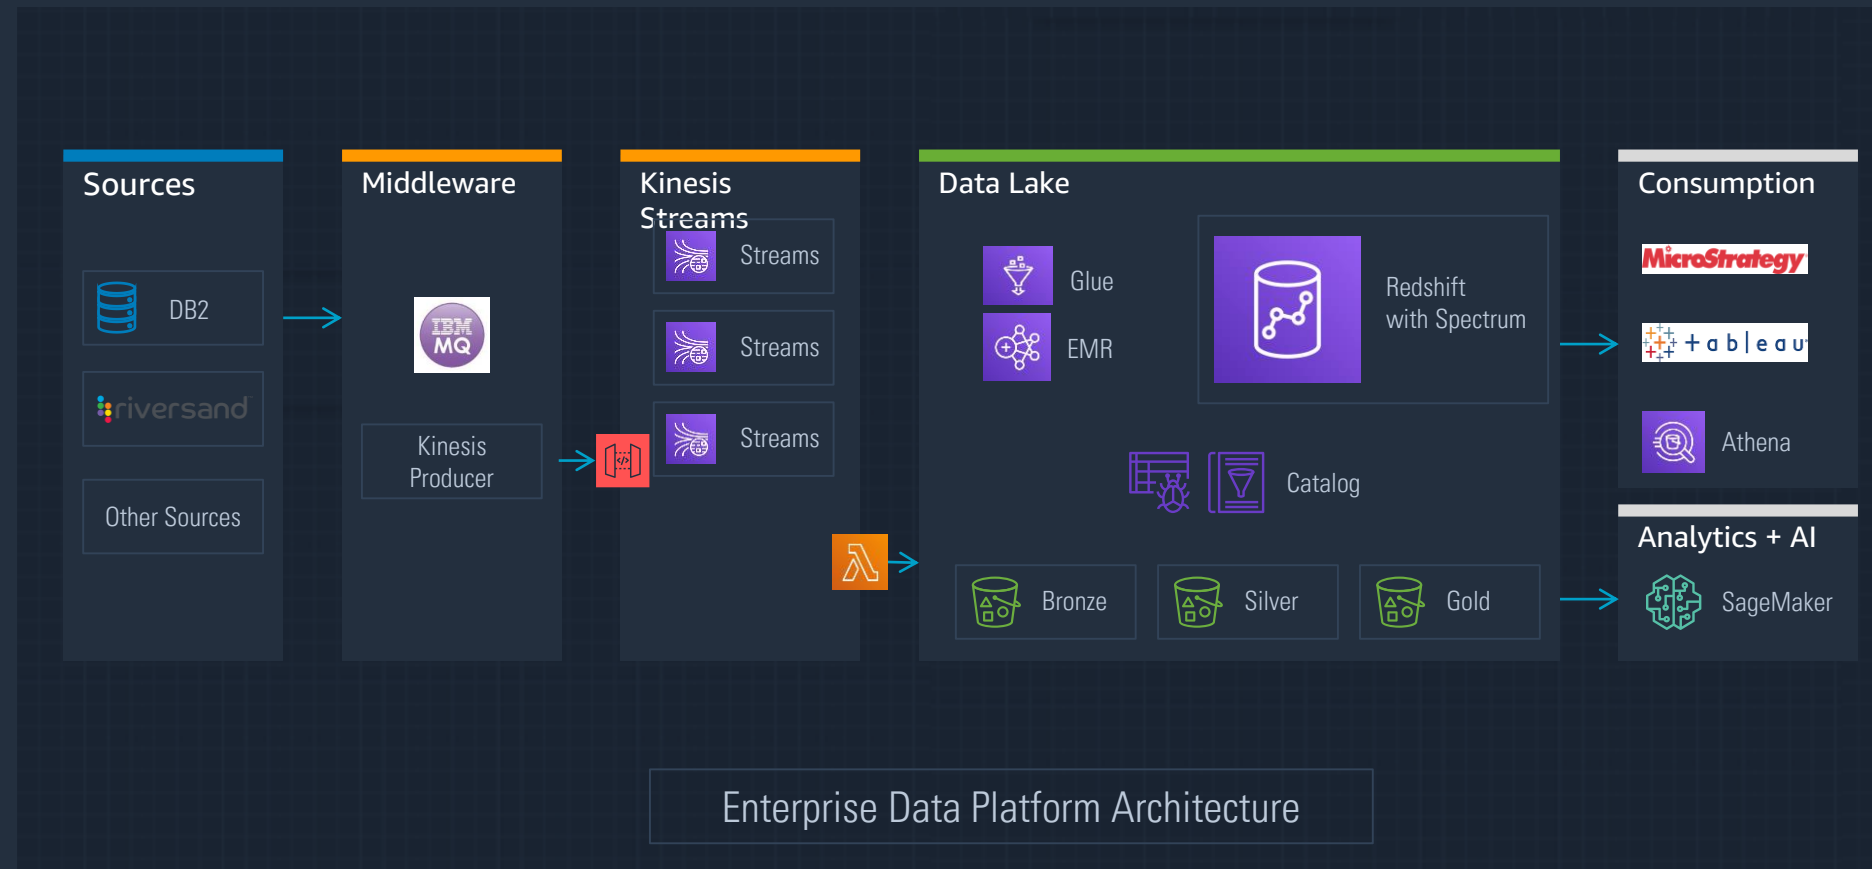 Sources
DB2
riversand
Other Sources
Middleware
IBM
MQ
Kinesis
Producer
Kinesis
Streams
Streams
Streams
Streams
Data Lake
Glue
EMR
Redshift
with Spectrum
Catalog
Bronze
Silver
Gold
Consumption
MicroStrategy
+ableau
Athena
Analytics + AI
SageMaker
Enterprise Data Platform Architecture